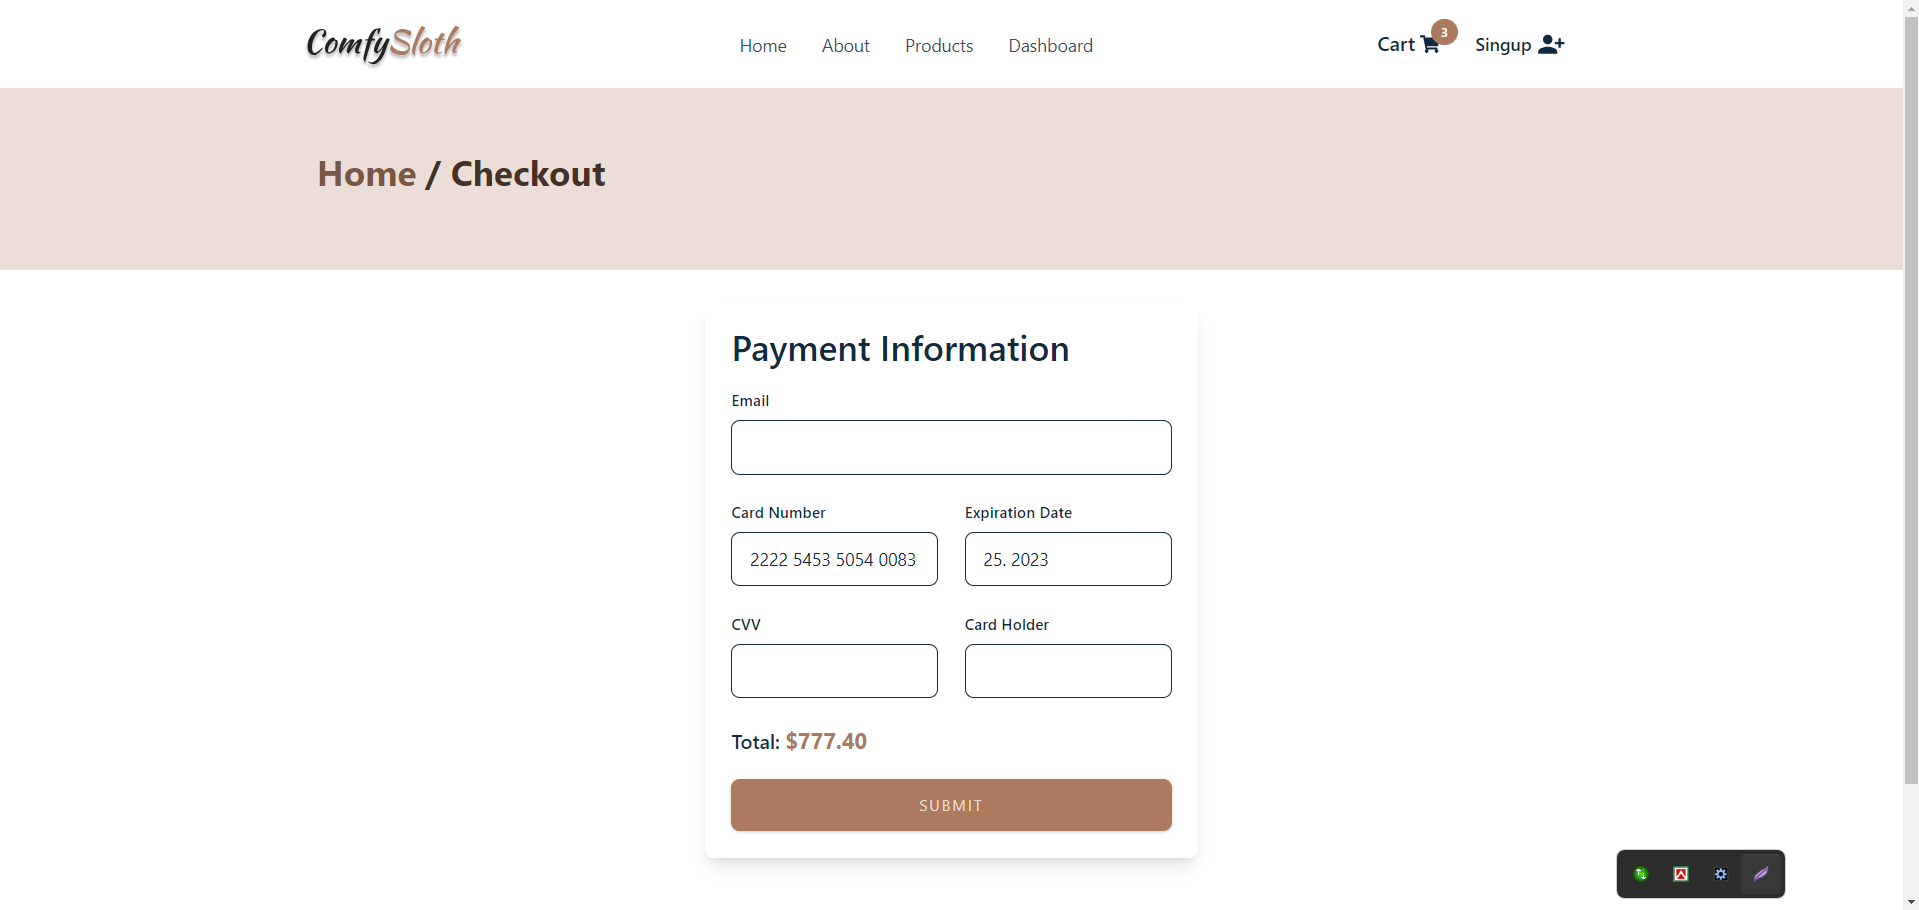 ComfySloth
Home About Products Dashboard
Cart 3 Singup
Home / Checkout
Payment Information
Email
Card Number Expiration Date
2222 5453 5054 0083 25. 2023
CVV Card Holder
Total: $777.40
SUBMIT